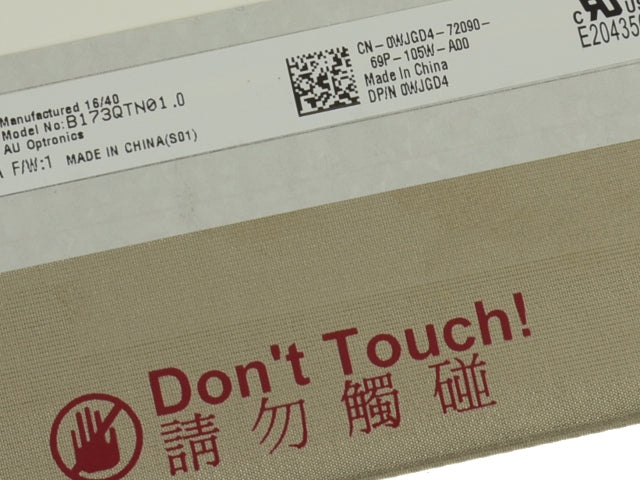 CN-0WJGD4-72090-
69P-105W-A00
Made In China
DP/N 0WJGD4
c US
Manufactured 16/40
Model No:B173QTN01.0
AU Optronics
F/W:1 MADE IN CHINA(S01)
Don't Touch!
請勿觸碰